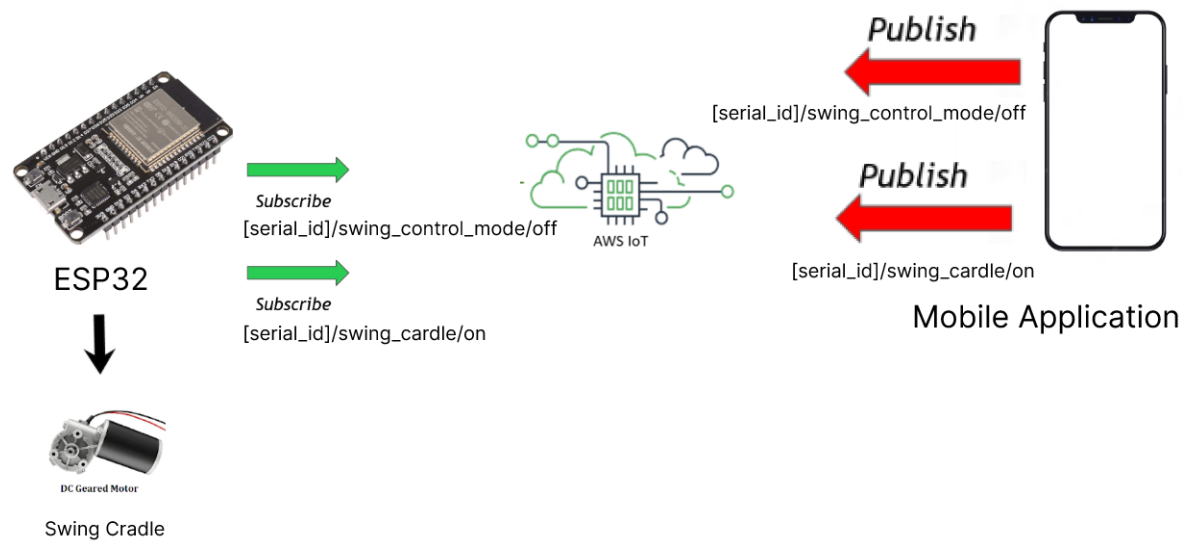 Publish
[serial_id]/swing_control_mode/off
Publish
[serial_id]/swing_cardle/on
Mobile Application
Subscribe
[serial_id]/swing_control_mode/off
Subscribe
[serial_id]/swing_cardle/on
AWS IoT
ESP32
DC Geared Motor
Swing Cradle